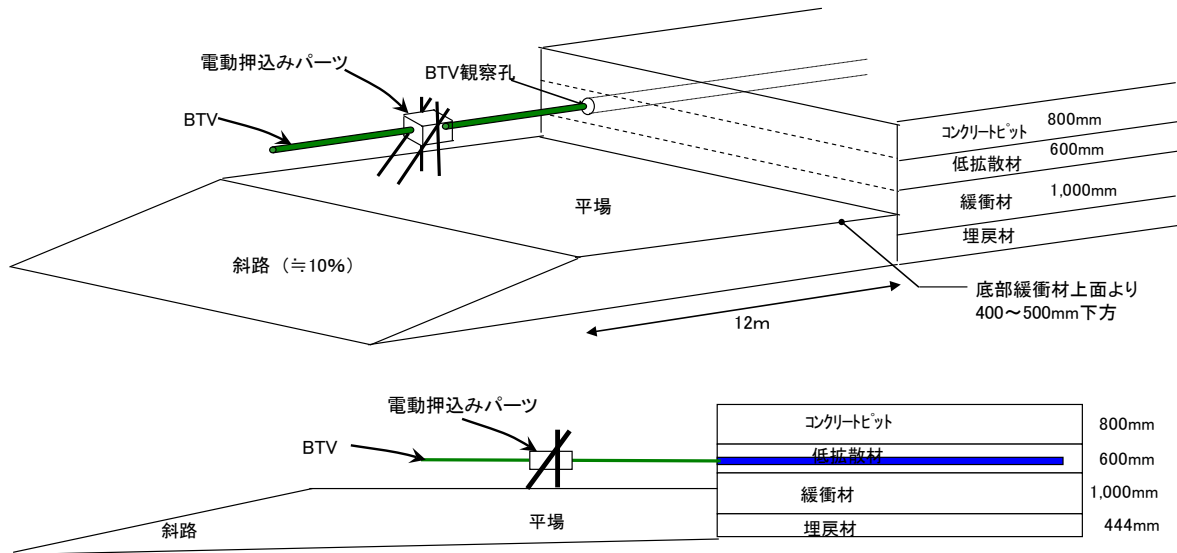 電動押込みパーツ
BTV観察孔
BTV
コンクリートピット
800mm
低拡散材
600mm
緩衝材
1,000mm
埋戻材
平場
斜路 (≒10%)
底部緩衝材上面より
400～500mm下方
12m
電動押込みパーツ
BTV
コンクリートピット
800mm
低拡散材
600mm
緩衝材
1,000mm
斜路
平場
埋戻材
444mm